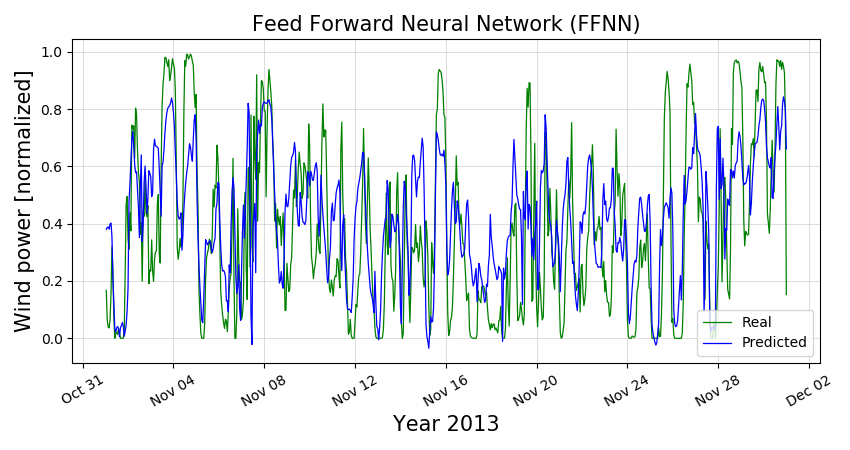 Feed Forward Neural Network (FFNN)
Wind power [normalized]
1.0
0.8
0.6
0.4
0.2
0.0
Real
Predicted
Oct 31
Nov 04
Nov 08
Nov 12
Nov 16
Nov 20
Nov 24
Nov 28
Dec 02
Year 2013